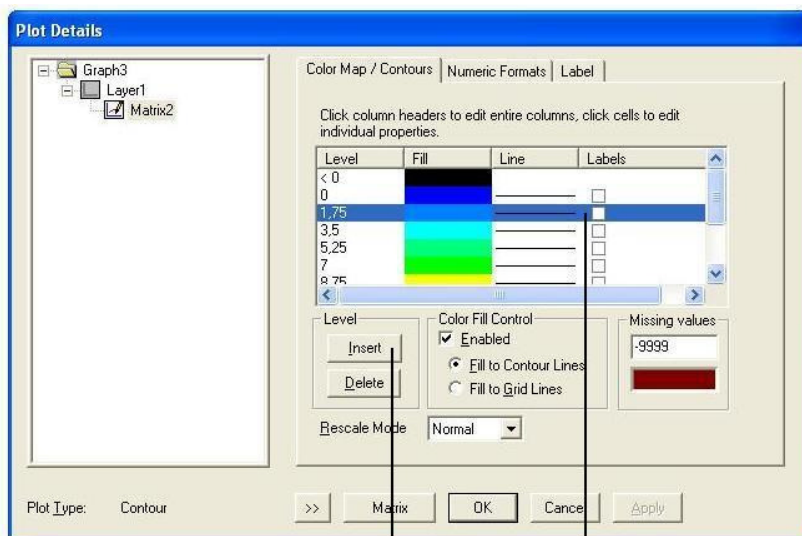 Plot Details
Graph3
Layer1
Matrix2
Color Map / Contours Numeric Formats Label
Click column headers to edit entire columns, click cells to edit
individual properties.
Level Fill Line Labels
< 0
0
1,75
3,5
5,25
7
8,75
Level
Insert
Delete
Color Fill Control
Enabled
Fill to Contour Lines
Fill to Grid Lines
Missing values
-9999
Rescale Mode Normal
Plot Type: Contour >> Matrix OK Cancel Apply